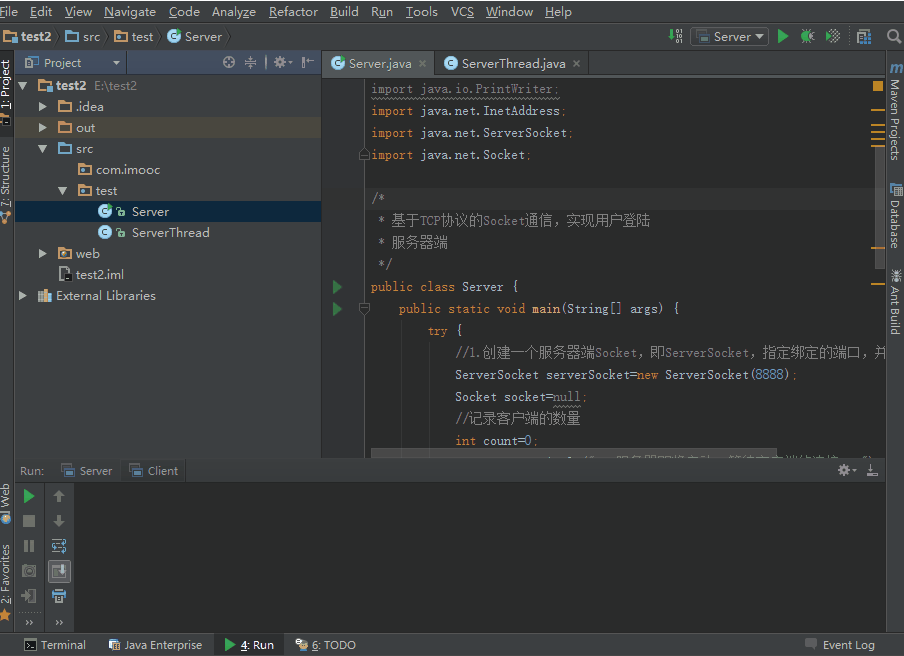 File Edit View Navigate Code Analyze Refactor Build Run Tools VCS Window Help
test2 src test Server
Server
1: Project
7: Structure
Web
2: Favorites
Project
test2 E:\test2
.idea
out
src
com.imooc
test
Server
ServerThread
web
test2.iml
External Libraries
Server.java ServerThread.java
import java.io.PrintWriter;
import java.net.InetAddress;
import java.net.ServerSocket;
import java.net.Socket;
/*
* 基于TCP协议的Socket通信，实现用户登陆
* 服务器端
*/
public class Server {
public static void main(String[] args) {
try {
//1.创建一个服务器端Socket，即ServerSocket，指定绑定的端口，并
ServerSocket serverSocket=new ServerSocket(8888);
Socket socket=null;
//记录客户端的数量
int count=0;
Maven Projects
Database
Ant Build
Run: Server Client
Terminal Java Enterprise 4: Run 6: TODO Event Log